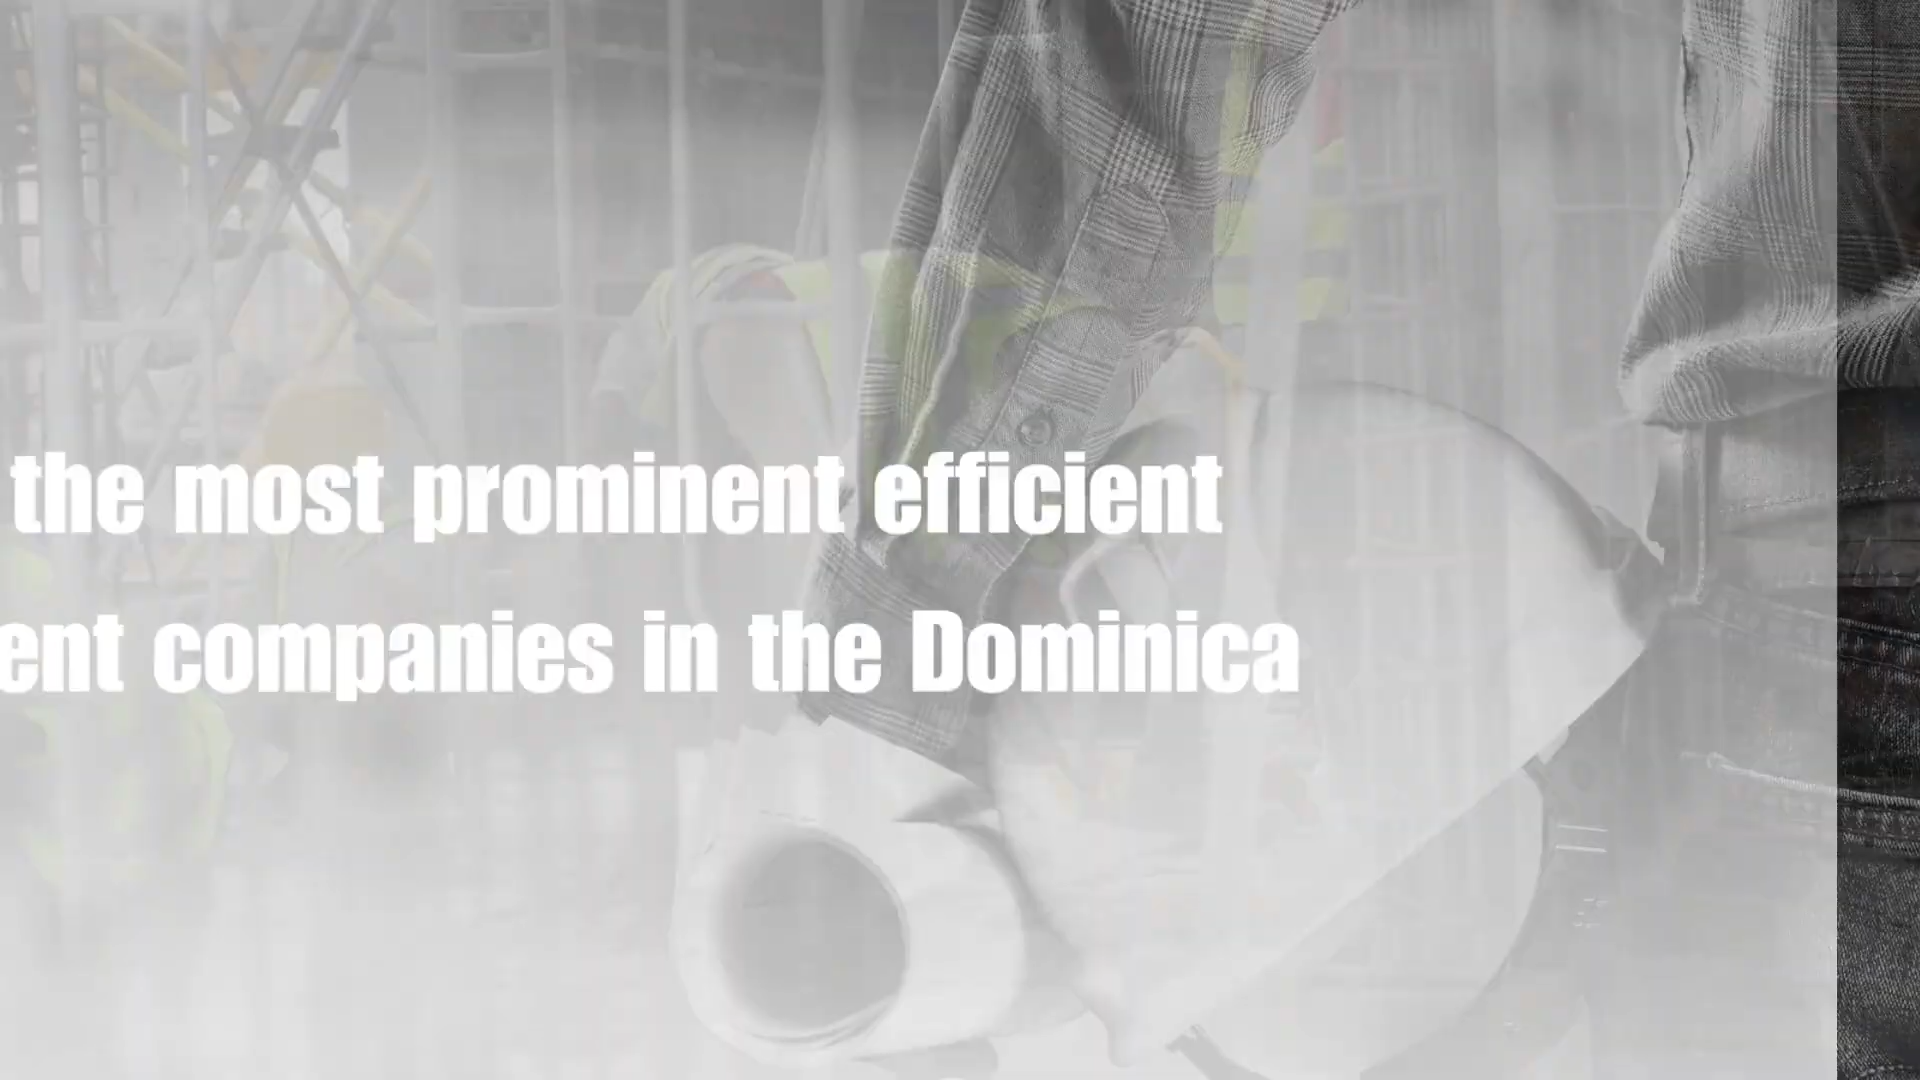 the most prominent efficient
ent companies in the Dominica